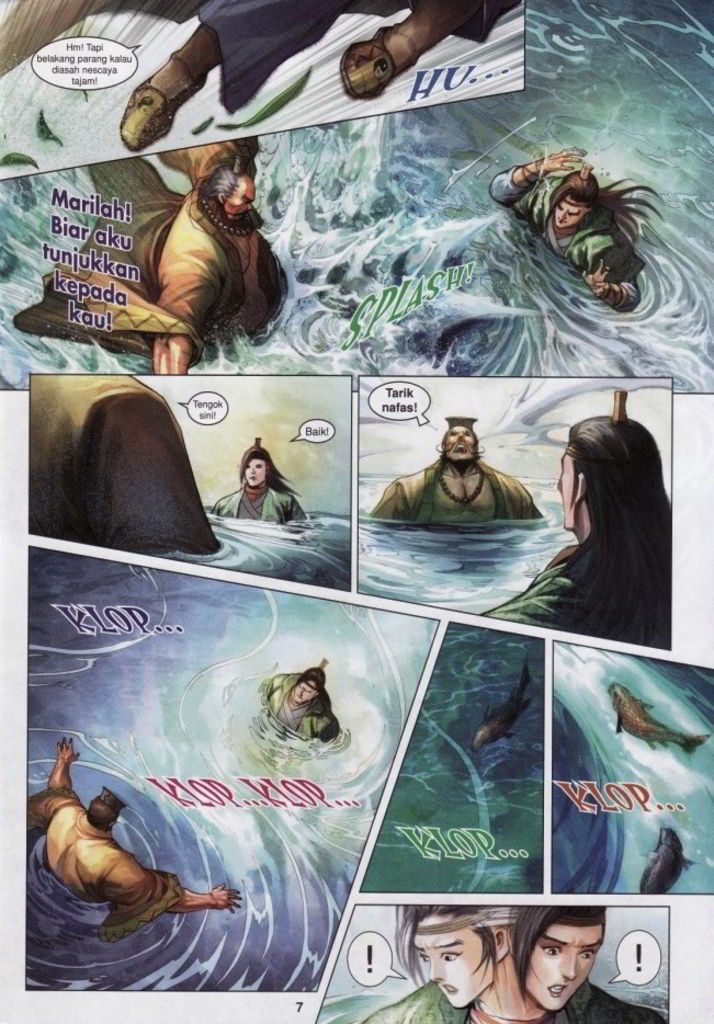 Hm! Tapi
belakang parang kalau
diasah nescaya
tajam!
HU...
Marilah!
Biar aku
tunjukkan
kepada
kau!
SPLASH!
Tengok
sini!
Baik!
Tarik
nafas!
KLOP...
KLOP...KLOP...
KLOP...
KLOP...
!
!
7